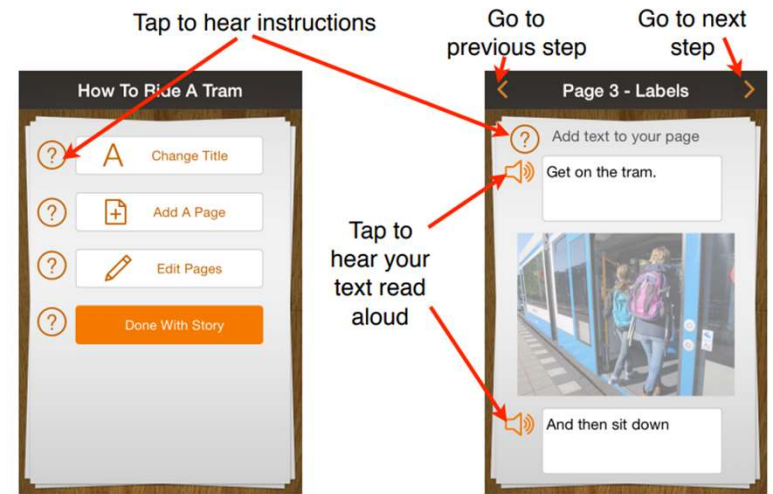 Tap to hear instructions
Go to
previous step
Go to next
step
How To Ride A Tram
Change Title
Add A Page
Edit Pages
Done With Story
Page 3 - Labels
Add text to your page
Get on the tram.
Tap to
hear your
text read
aloud
And then sit down